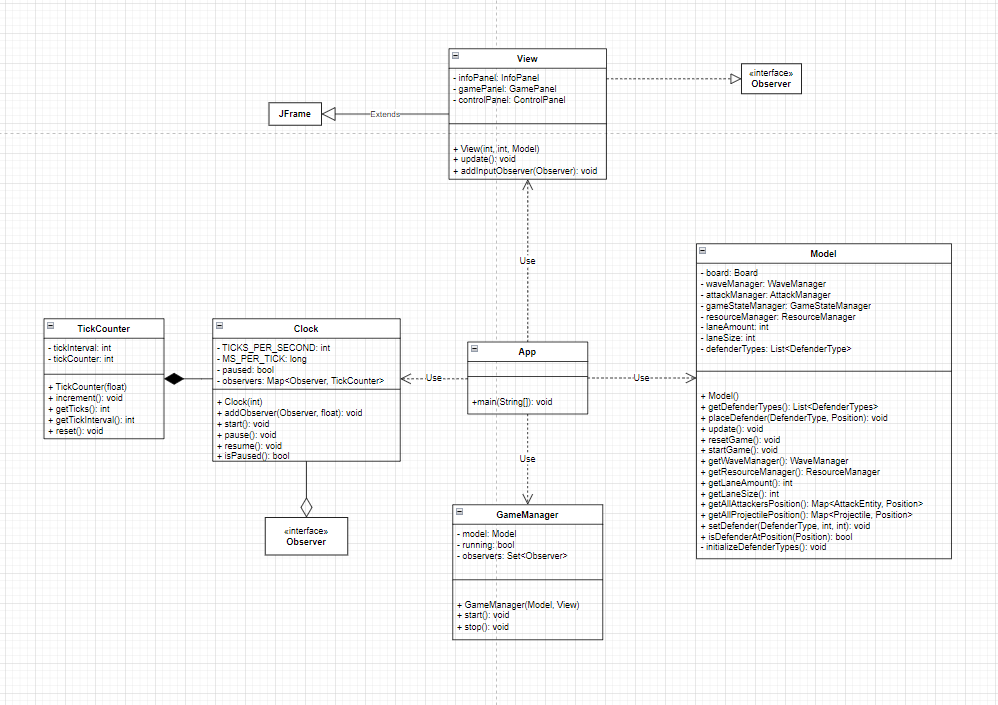 View
- infoPanel: InfoPanel
- gamePanel: GamePanel
- controlPanel: ControlPanel
+ View(int, int, Model)
+ update(): void
+ addInputObserver(Observer): void
«interface»
Observer
JFrame
Extends
Use
Model
- board: Board
- waveManager: WaveManager
- attackManager: AttackManager
- gameStateManager: GameStateManager
- resourceManager: ResourceManager
- laneAmount: int
- laneSize: int
- defenderTypes: List<DefenderType>
+ Model()
+ getDefenderTypes(): List<DefenderTypes>
+ placeDefender(DefenderType, Position): void
+ update(): void
+ resetGame(): void
+ startGame(): void
+ getWaveManager(): WaveManager
+ getResourceManager(): ResourceManager
+ getLaneAmount(): int
+ getLaneSize(): int
+ getAllAttackersPosition(): Map<AttackEntity, Position>
+ getAllProjectilePosition(): Map<Projectile, Position>
+ setDefender(DefenderType, int, int): void
+ isDefenderAtPosition(Position): bool
- initializeDefenderTypes(): void
TickCounter
- tickInterval: int
- tickCounter: int
+ TickCounter(float)
+ increment(): void
+ getTicks(): int
+ getTickInterval(): int
+ reset(): void
Clock
- TICKS_PER_SECOND: int
- MS_PER_TICK: long
- paused: bool
- observers: Map<Observer, TickCounter>
+ Clock(int)
+ addObserver(Observer, float): void
+ start(): void
+ pause(): void
+ resume(): void
+ isPaused(): bool
Use
App
+main(String[]): void
Use
Use
«interface»
Observer
GameManager
- model: Model
- running: bool
- observers: Set<Observer>
+ GameManager(Model, View)
+ start(): void
+ stop(): void